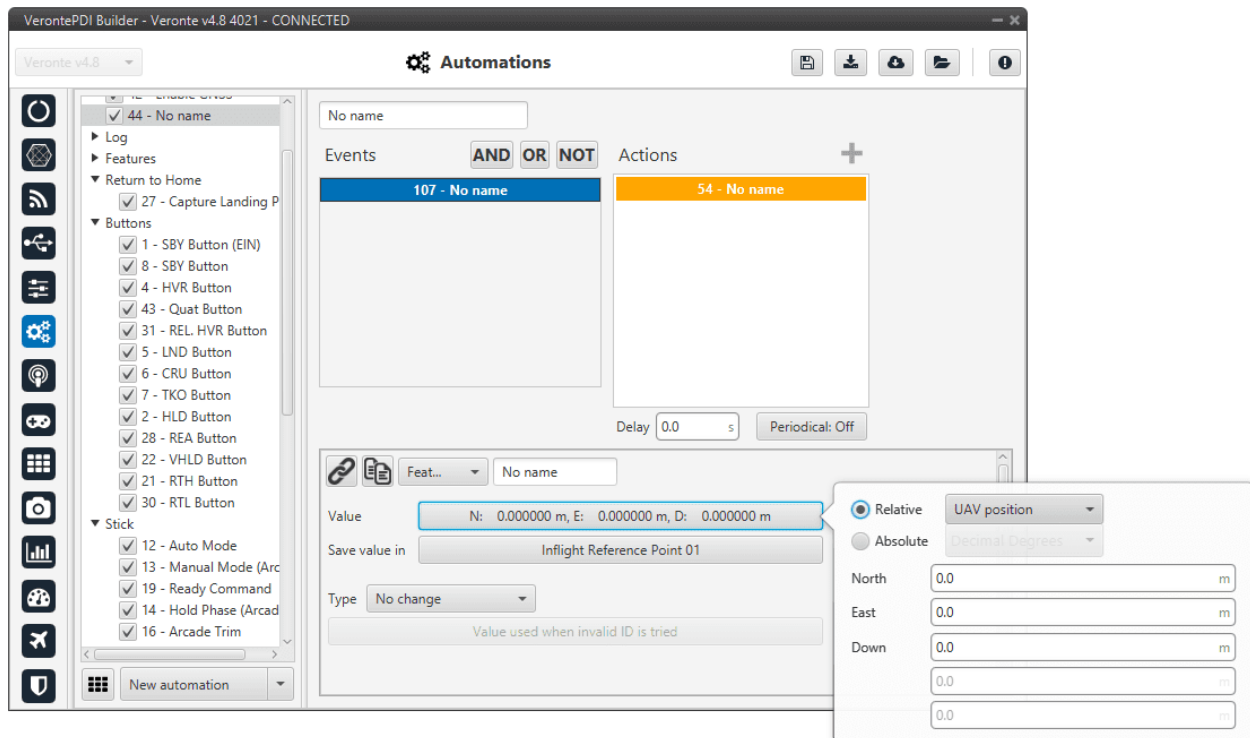 VerontePDI Builder - Veronte v4.8 4021 - CONNECTED
Veronte v4.8
Automations
44 - No name
Log
Features
Return to Home
27 - Capture Landing P
Buttons
1 - SBY Button (EIN)
8 - SBY Button
4 - HVR Button
43 - Quat Button
31 - REL. HVR Button
5 - LND Button
6 - CRU Button
7 - TKO Button
2 - HLD Button
28 - REA Button
22 - VHLD Button
21 - RTH Button
30 - RTL Button
Stick
12 - Auto Mode
13 - Manual Mode (Arc
19 - Ready Command
14 - Hold Phase (Arcad
16 - Arcade Trim
New automation
No name
Events AND OR NOT
107 - No name
Actions
54 - No name
Delay 0.0 s Periodical: Off
Feat... No name
Value N: 0.000000 m, E: 0.000000 m, D: 0.000000 m
Save value in Inflight Reference Point 01
Type No change
Value used when invalid ID is tried
Relative UAV position
Absolute Decimal Degrees
North 0.0 m
East 0.0 m
Down 0.0 m
0.0 m
0.0 m